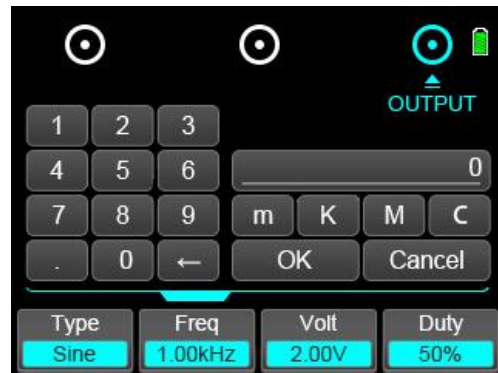 OUTPUT
1 2 3
4 5 6 0
7 8 9 m K M C
. 0 ← OK Cancel
Type Freq Volt Duty
Sine 1.00kHz 2.00V 50%